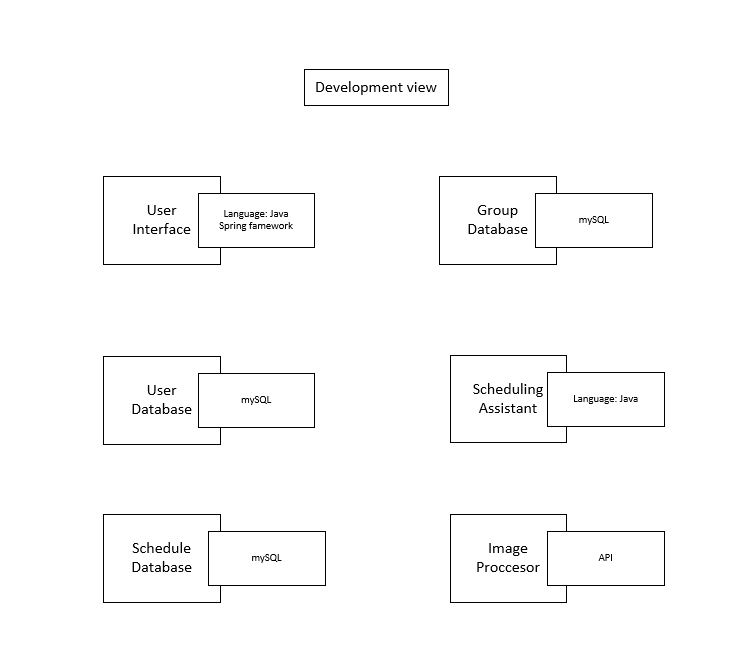 Development view
User
Interface
Language: Java
Spring famework
Group
Database
mySQL
User
Database
mySQL
Scheduling
Assistant
Language: Java
Schedule
Database
mySQL
Image
Proccesor
API